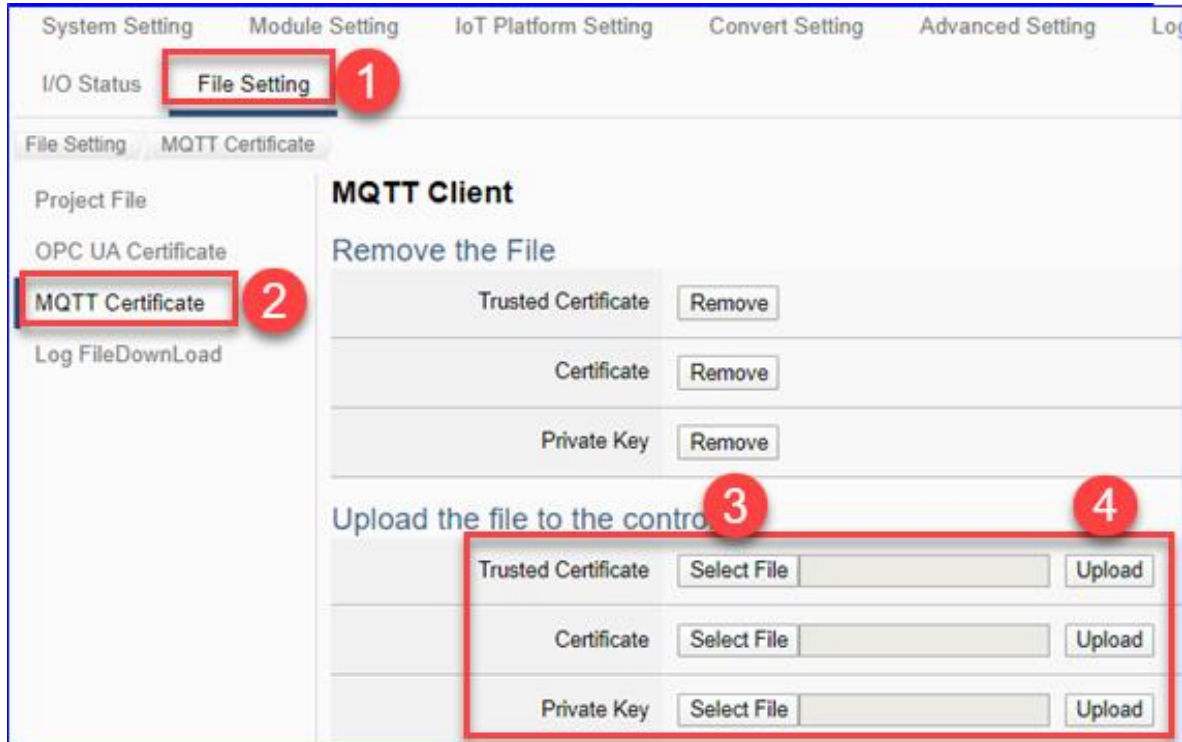 System Setting Module Setting IoT Platform Setting Convert Setting Advanced Setting Log
I/O Status File Setting 1
File Setting MQTT Certificate
Project File
OPC UA Certificate
MQTT Certificate 2
Log FileDownLoad
MQTT Client
Remove the File
Trusted Certificate Remove
Certificate Remove
Private Key Remove
Upload the file to the contro 3 4
Trusted Certificate Select File Upload
Certificate Select File Upload
Private Key Select File Upload